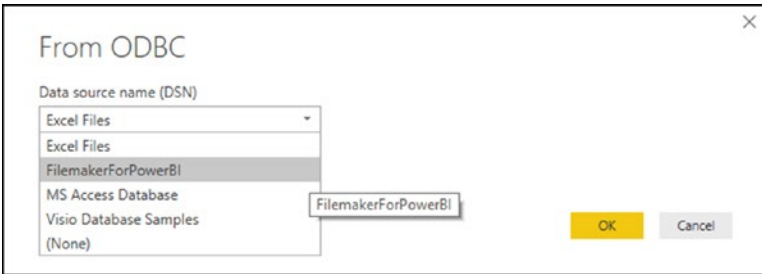 From ODBC
Data source name (DSN)
Excel Files
Excel Files
FilemakerForPowerBI
MS Access Database
FilemakerForPowerBI
Visio Database Samples
(None)
OK Cancel